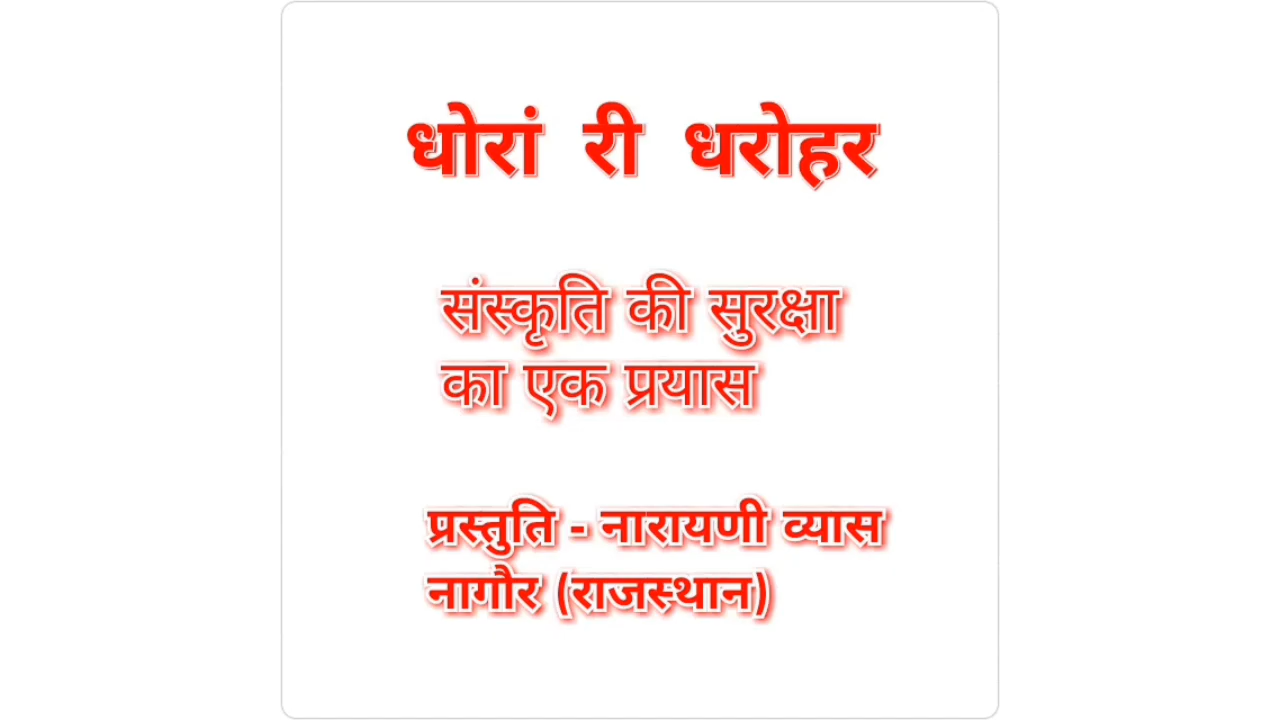 धोरां री धरोहर
संस्कृति की सुरक्षा
का एक प्रयास
प्रस्तुति - नारायणी व्यास
नागौर (राजस्थान)